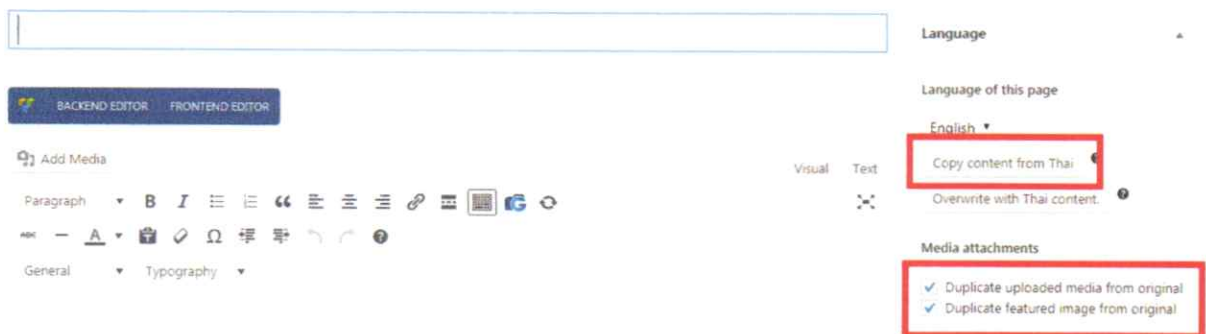 Language
Language of this page
BACKEND EDITOR FRONTEND EDITOR
English
Add Media
Copy content from Thai
Visual Text
Paragraph B I
Overwrite with Thai content.
ABC A Ω
Media attachments
General Typography
Duplicate uploaded media from original
Duplicate featured image from original